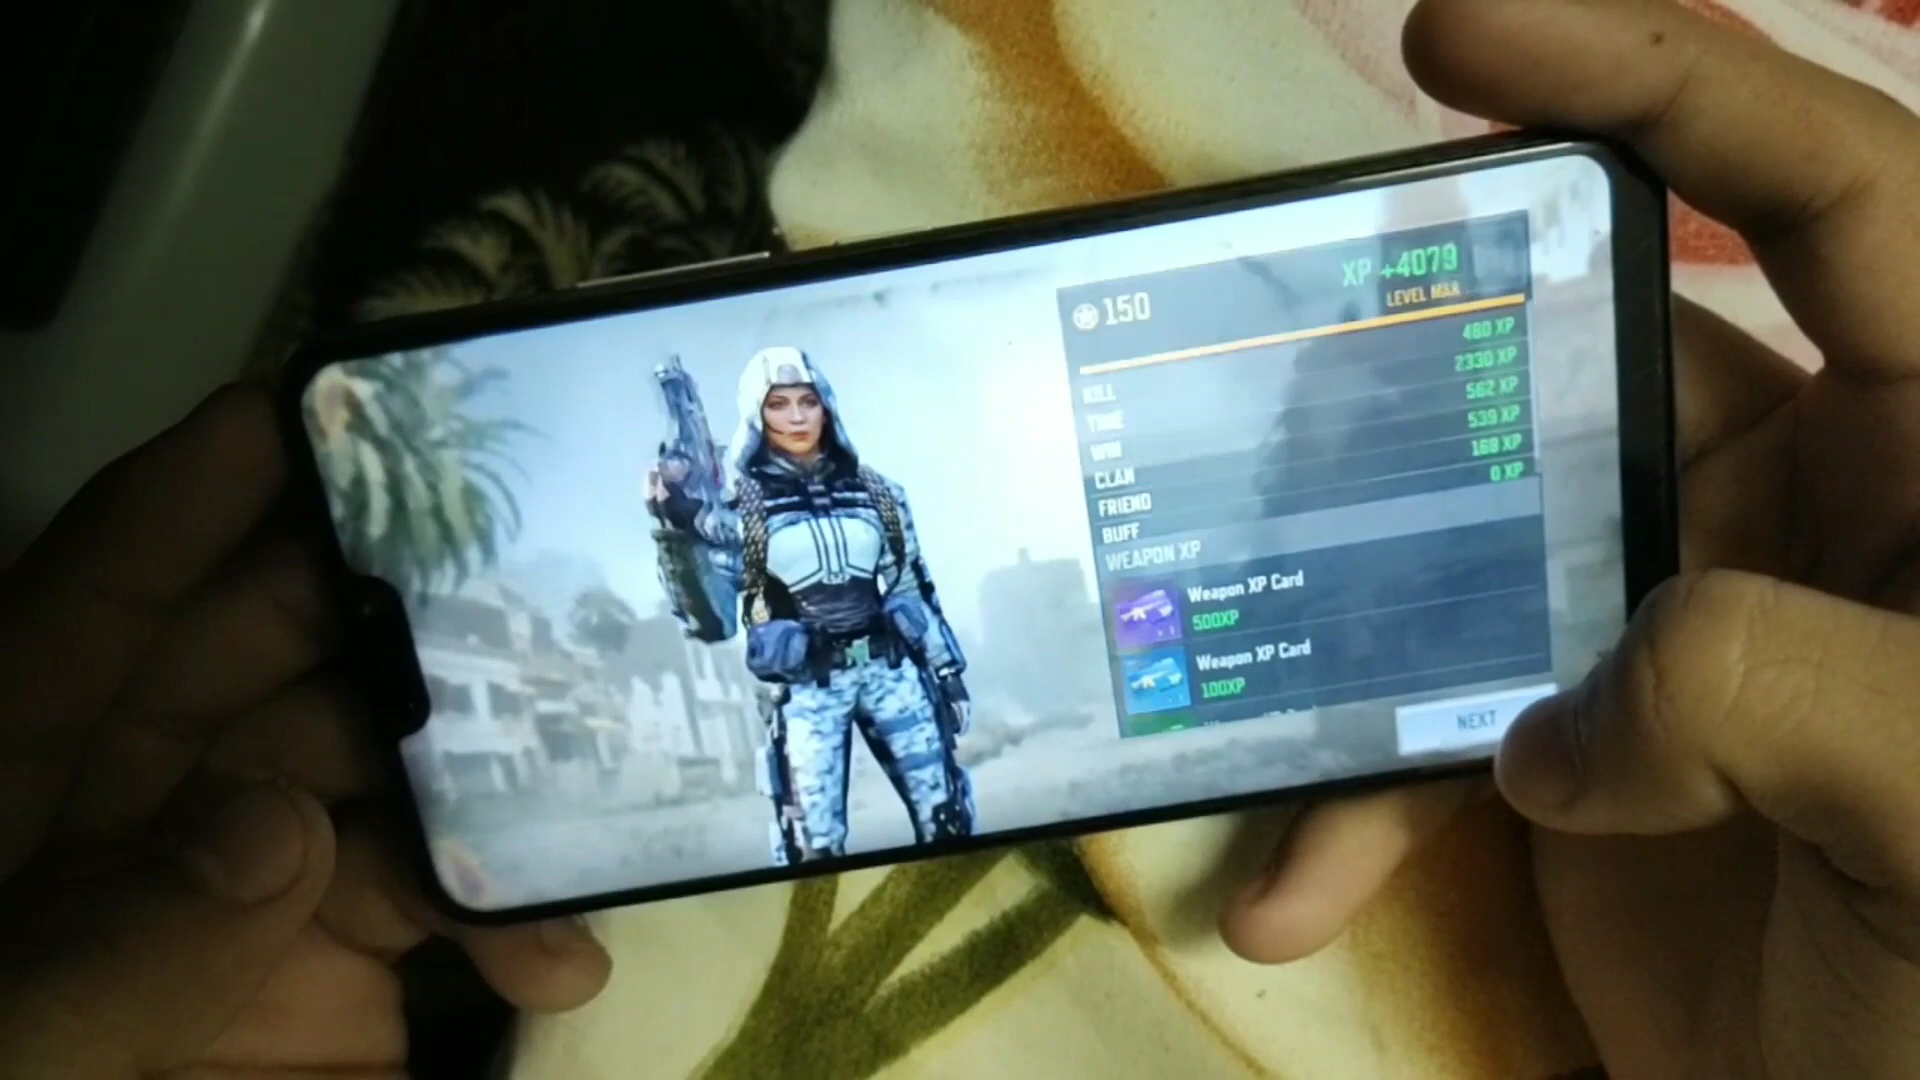 XP +4079
150
LEVEL MAX
KILL 480 XP
TIME 2330 XP
WIN 562 XP
CLAN 539 XP
FRIEND 168 XP
BUFF 0 XP
WEAPON XP
Weapon XP Card
500XP
Weapon XP Card
100XP
NEXT